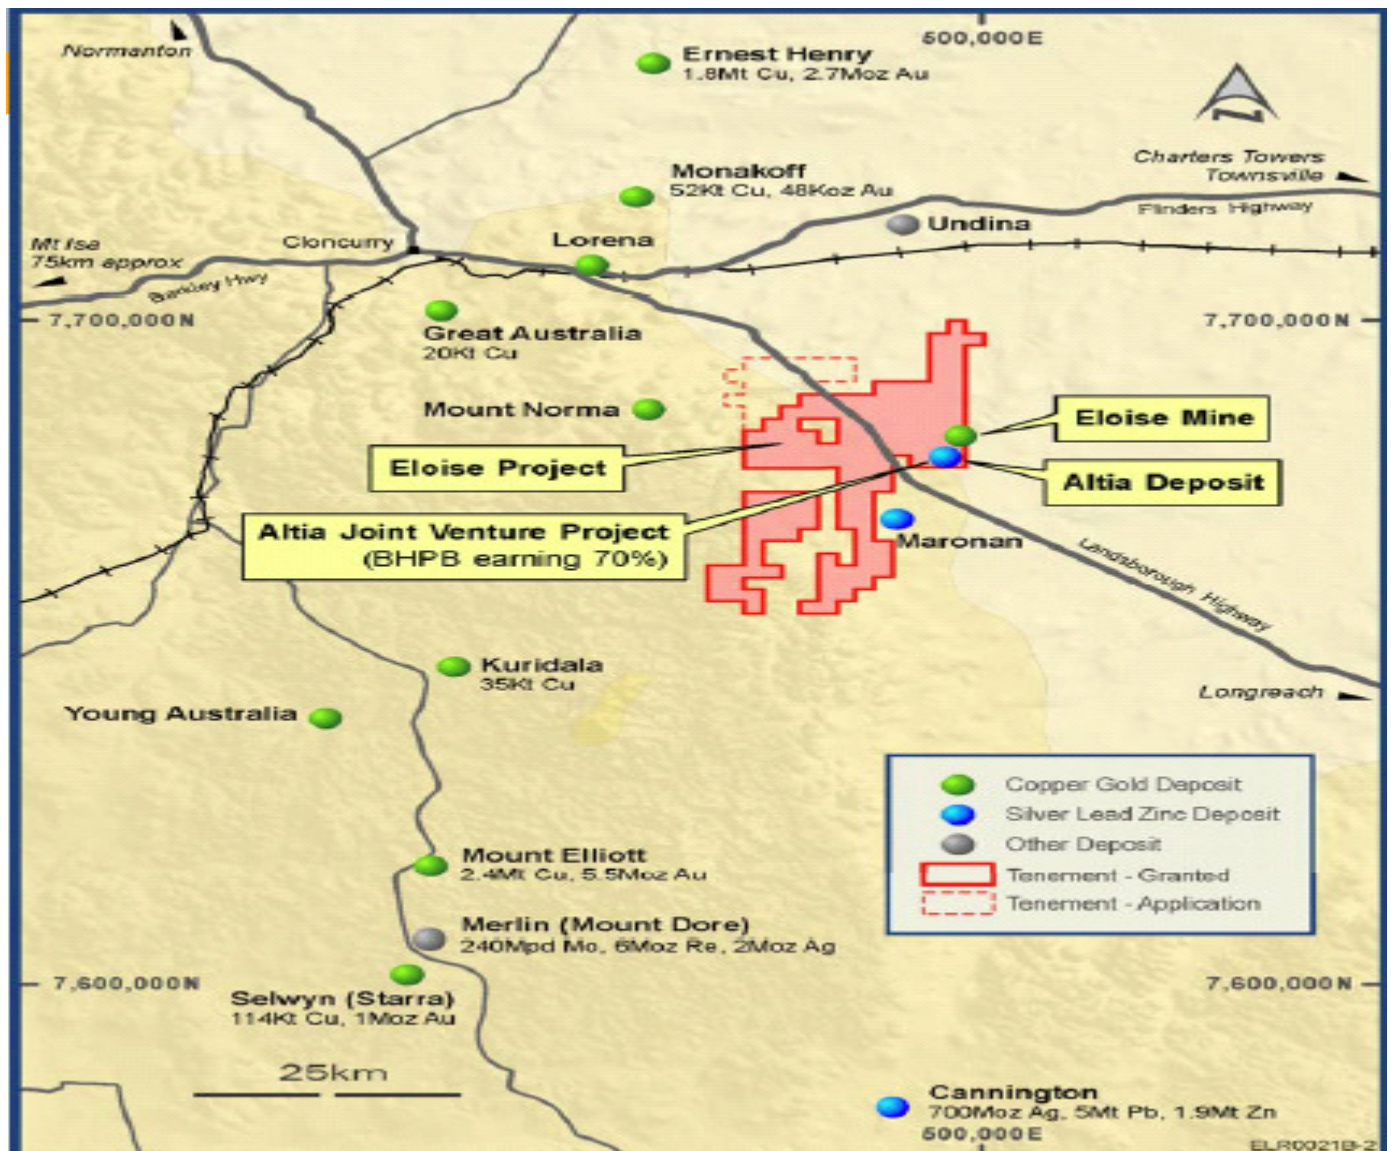 Normanton
500,000E
Ernest Henry
1.8Mt Cu, 2.7Moz Au
N
Charters Towers
Townsville
Monakoff
52Kt Cu, 48Koz Au
Flinders Highway
Undina
Mt Isa
75km approx
Cloncurry
Lorena
Barkley Hwy
7,700,000N
7,700,000N
Great Australia
20Kt Cu
Mount Norma
Eloise Mine
Eloise Project
Altia Deposit
Altia Joint Venture Project
(BHPB earning 70%)
Maronan
Landsborough Highway
Kuridala
35Kt Cu
Longreach
Young Australia
Copper Gold Deposit
Silver Lead Zinc Deposit
Other Deposit
Tenement - Granted
Tenement - Application
Mount Elliott
2.4Mt Cu, 5.5Moz Au
Merlin (Mount Dore)
240Mpd Mo, 6Moz Re, 2Moz Ag
7,600,000N
7,600,000N
Selwyn (Starra)
114Kt Cu, 1Moz Au
25km
Cannington
700Moz Ag, 5Mt Pb, 1.9Mt Zn
500,000E
ELR0021B-2